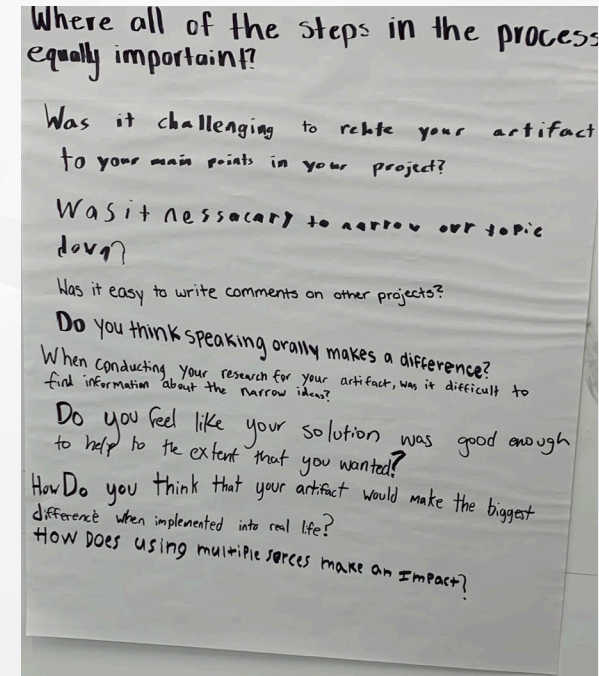 Where all of the steps in the process
equally importaint?
Was it challenging to relate your artifact
to your main points in your project?
Was it nessacary to narrow our topic
down?
Was it easy to write comments on other projects?
Do you think speaking orally makes a difference?
When conducting your research for your artifact, was it difficult to
find information about the narrow ideas?
Do you feel like your solution was good enough
to help to the extent that you wanted?
How Do you think that your artifact would make the biggest
difference when implemented into real life?
How Does using multiple sorces make an Impact?